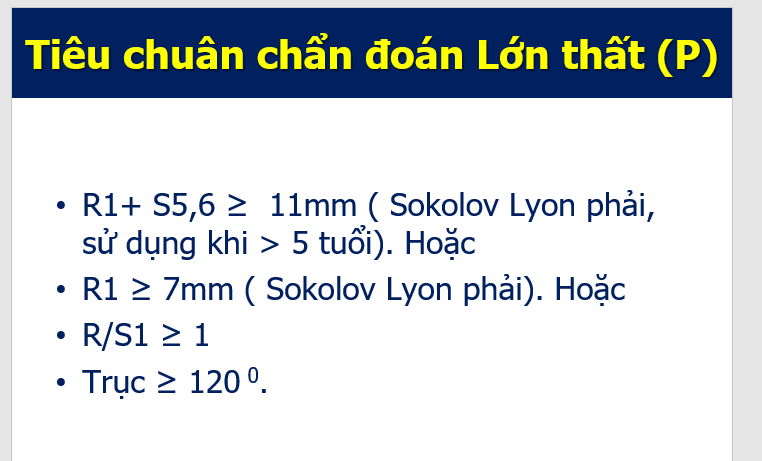 Tiêu chuân chẩn đoán Lớn thất (P)
• R1+ S5,6 ≥  11mm ( Sokolov Lyon phải,
sử dụng khi > 5 tuổi). Hoặc
• R1 ≥ 7mm ( Sokolov Lyon phải). Hoặc
• R/S1 ≥ 1
• Trục ≥ 120 ⁰.